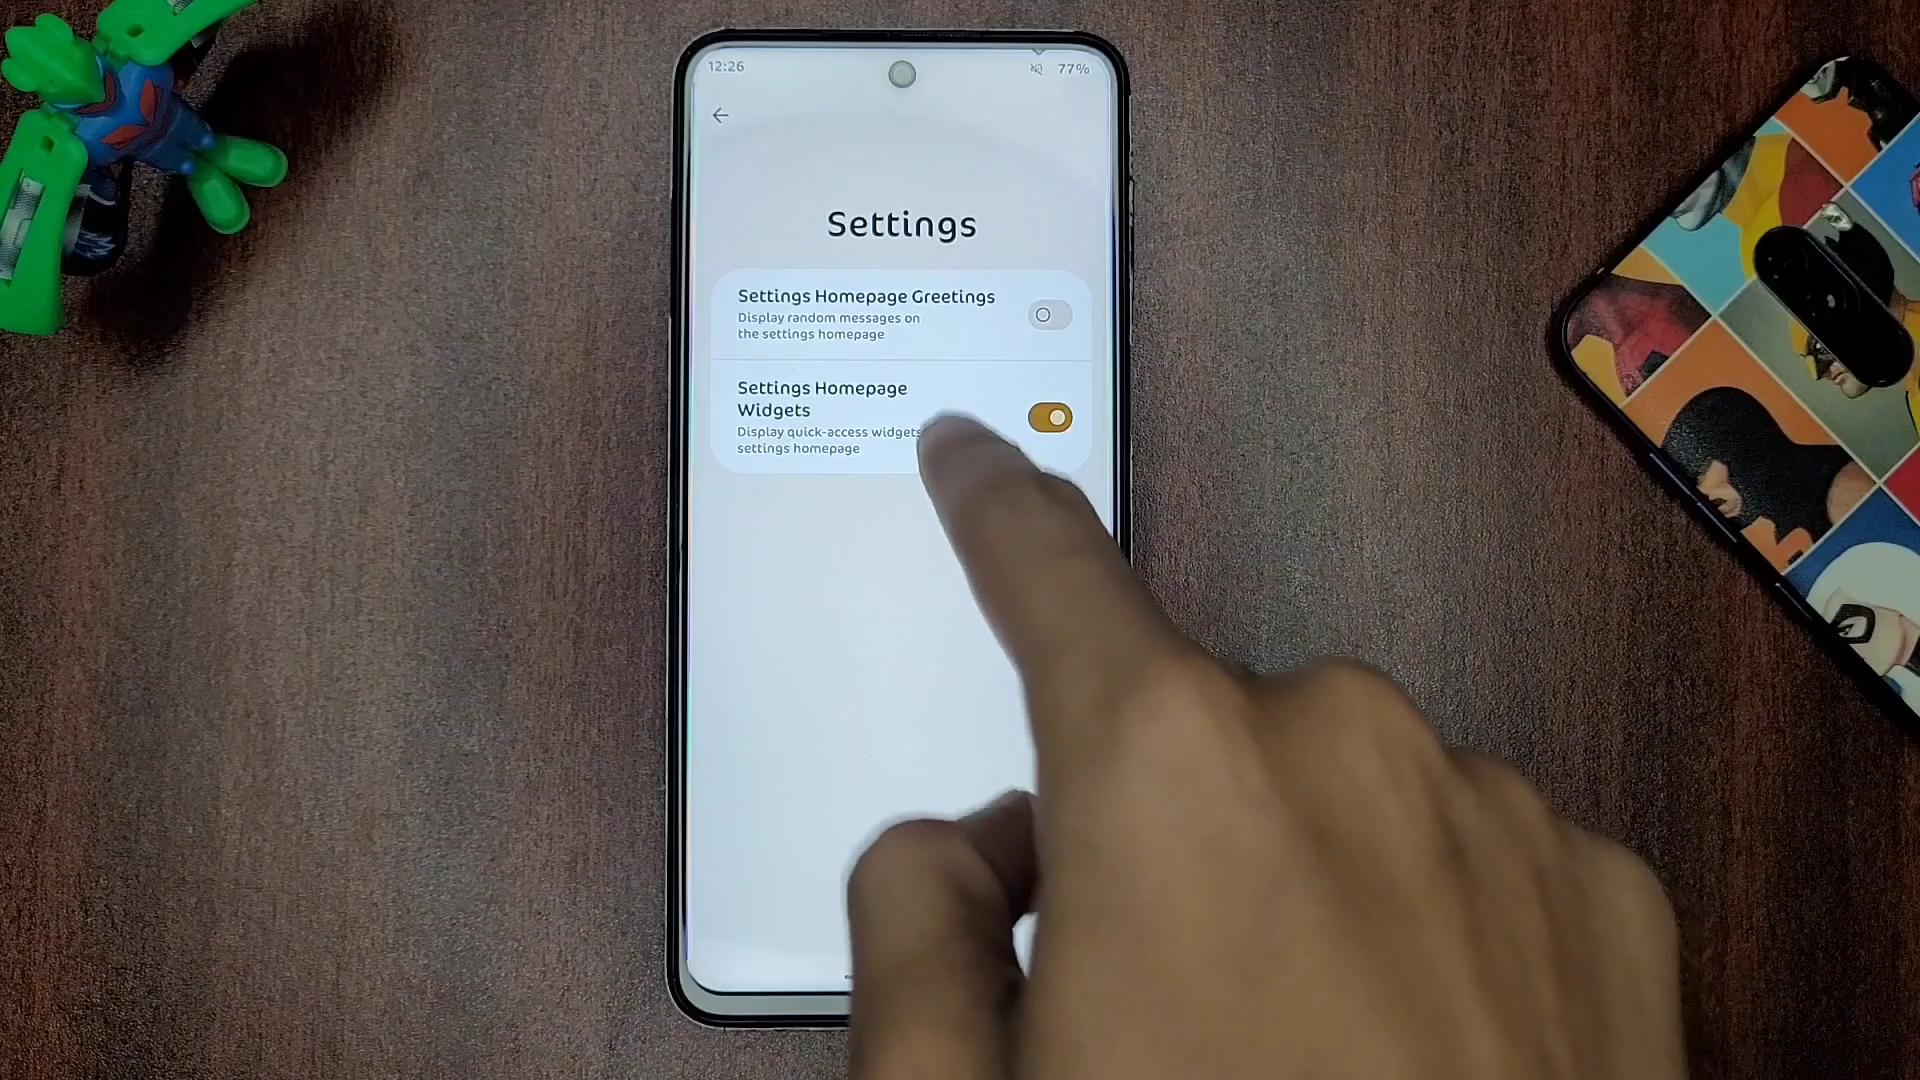 12:26
77%
Settings
Settings Homepage Greetings
Display random messages on
the settings homepage
Settings Homepage
Widgets
Display quick-access widgets
settings homepage